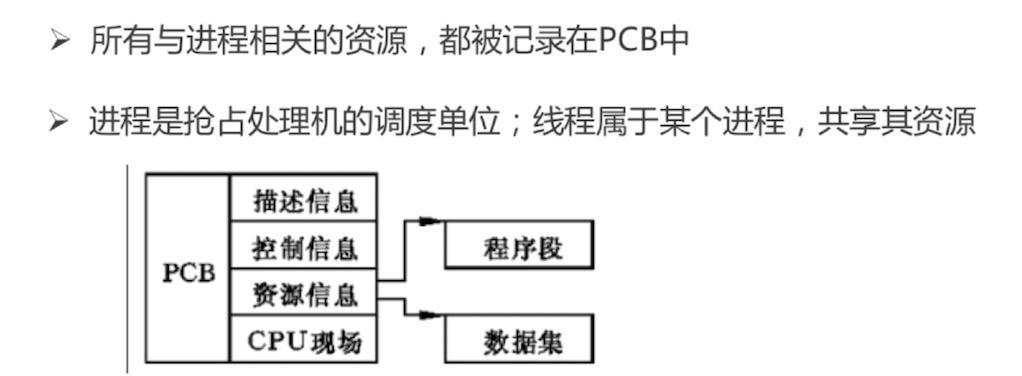 ➢ 所有与进程相关的资源，都被记录在PCB中
➢ 进程是抢占处理机的调度单位；线程属于某个进程，共享其资源
描述信息
控制信息
程序段
PCB
资源信息
CPU现场
数据集